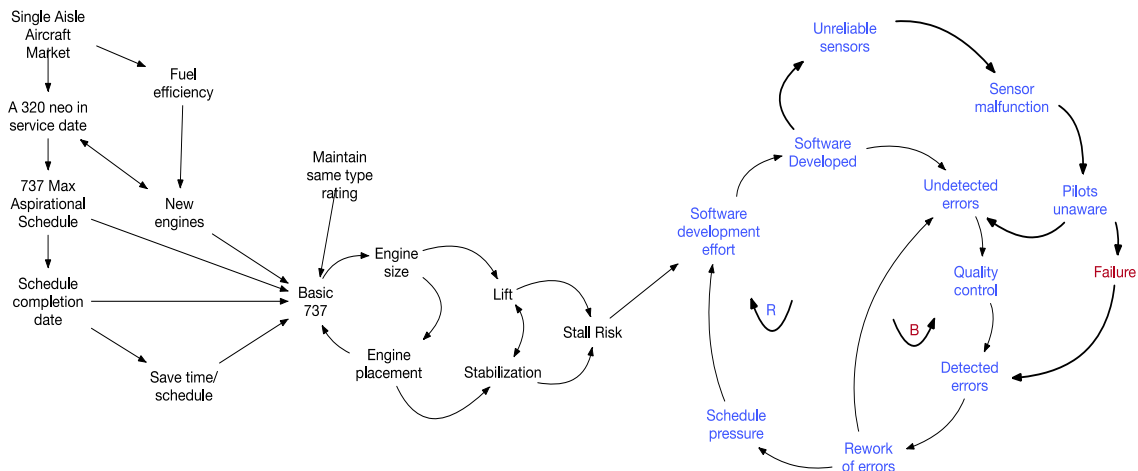 Single Aisle
Aircraft
Market
Fuel
efficiency
A 320 neo in
service date
737 Max
Aspirational
Schedule
New
engines
Schedule
completion
date
Save time/
schedule
Maintain
same type
rating
Basic
737
Engine
size
Engine
placement
Lift
Stabilization
Stall Risk
Software
development
effort
Software
Developed
Unreliable
sensors
Sensor
malfunction
Pilots
unaware
Failure
Undetected
errors
Quality
control
Detected
errors
Rework
of errors
Schedule
pressure
R
B